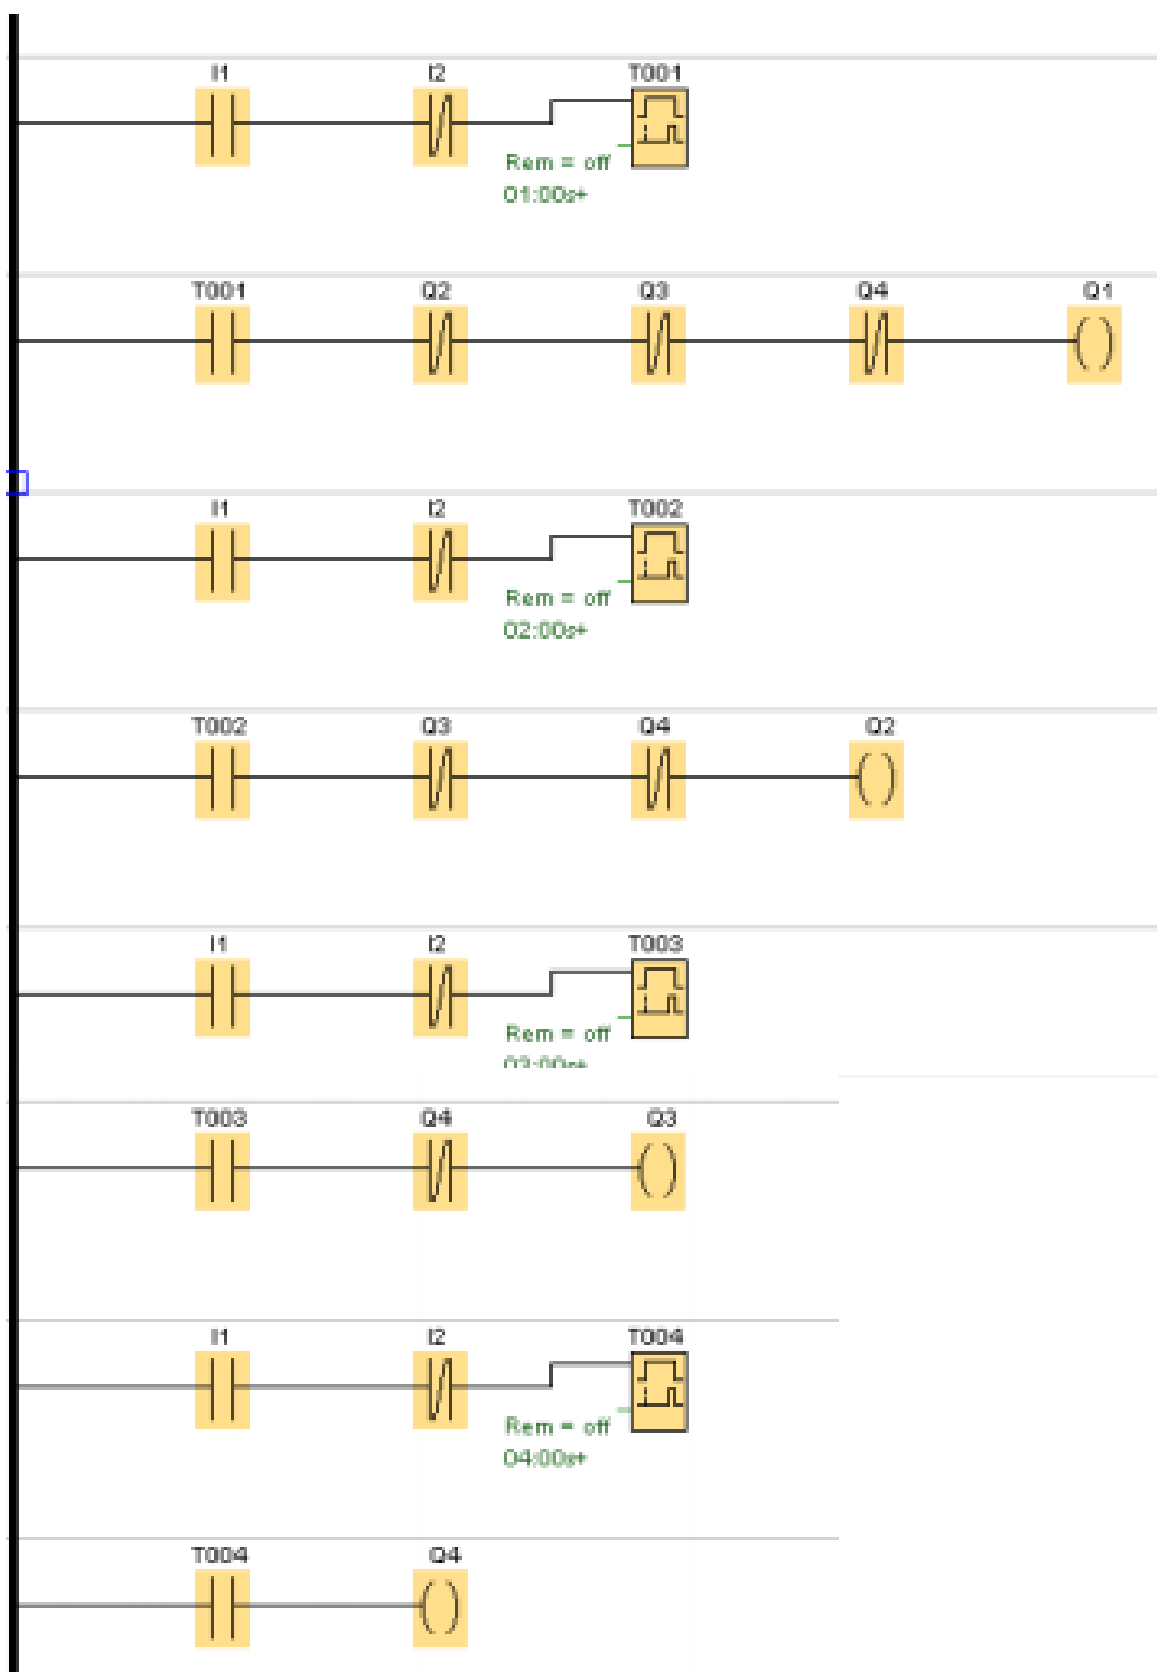 I1 I2 T001
Rem = off
01:00s+
T001 Q2 Q3 Q4 Q1
I1 I2 T002
Rem = off
02:00s+
T002 Q3 Q4 Q2
I1 I2 T003
Rem = off
03:00s+
T003 Q4 Q3
I1 I2 T004
Rem = off
04:00s+
T004 Q4